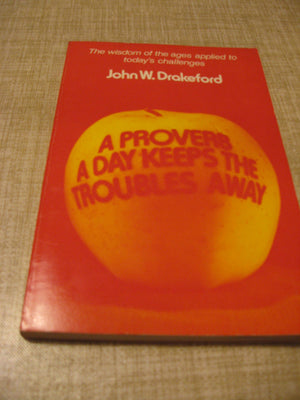 The wisdom of the ages applied to
today's challenges
John W. Drakeford
A PROVERB
A DAY KEEPS THE
TROUBLES AWAY